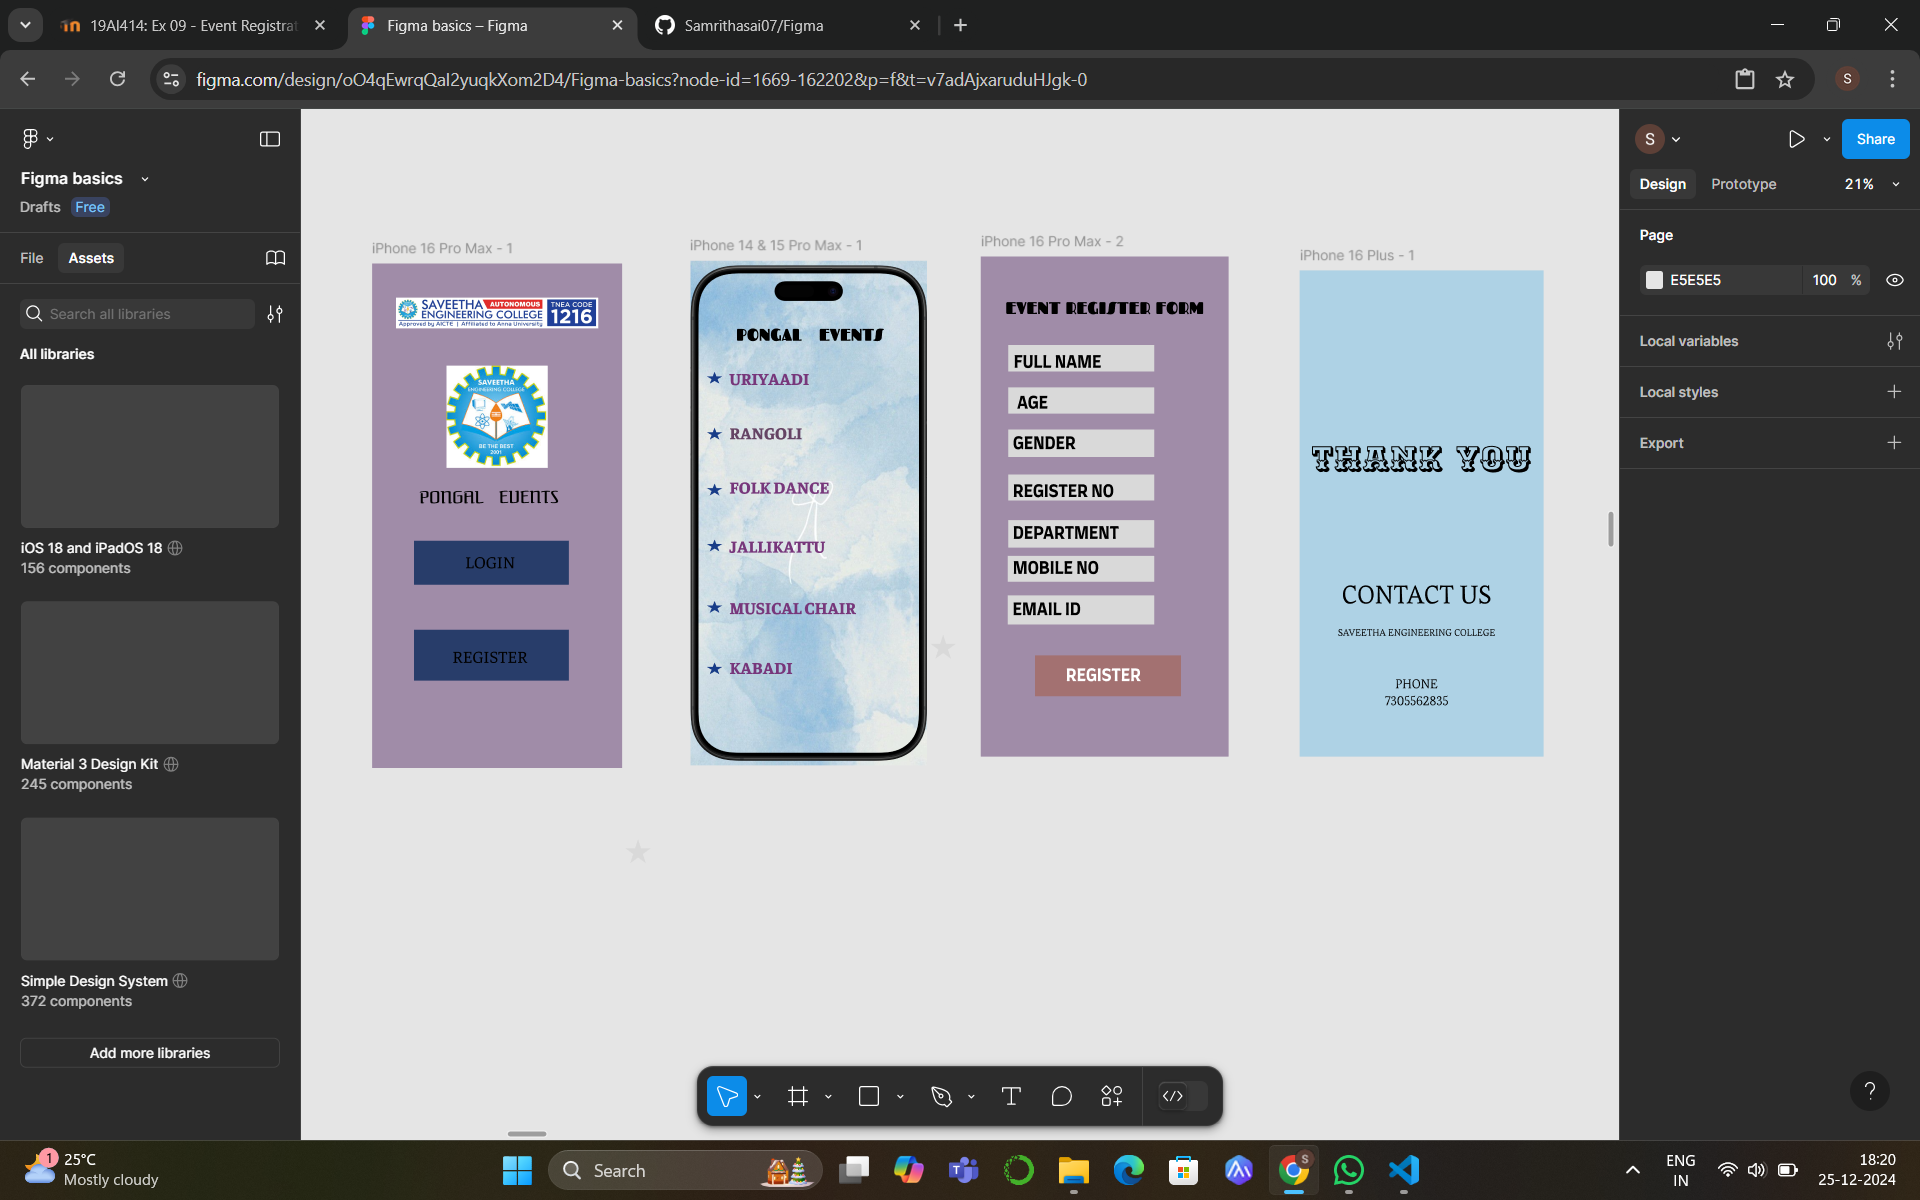 19AI414: Ex 09 - Event Registrat
Figma basics – Figma
Samrithasai07/Figma
figma.com/design/oO4qEwrqQal2yuqkXom2D4/Figma-basics?node-id=1669-162202&p=f&t=v7adAjxaruduHJgk-0
S
Figma basics
Drafts
Free
File
Assets
Search all libraries
All libraries
iOS 18 and iPadOS 18
156 components
Material 3 Design Kit
245 components
Simple Design System
372 components
Add more libraries
iPhone 16 Pro Max - 1
SAVEETHA AUTONOMOUS
ENGINEERING COLLEGE
Approved by AICTE | Affiliated to Anna University
TNEA CODE
1216
SAVEETHA
ENGINEERING COLLEGE
BE THE BEST
2001
PONGAL EVENTS
LOGIN
REGISTER
iPhone 14 & 15 Pro Max - 1
PONGAL EVENTS
URIYAADI
RANGOLI
FOLK DANCE
JALLIKATTU
MUSICAL CHAIR
KABADI
iPhone 16 Pro Max - 2
EVENT REGISTER FORM
FULL NAME
AGE
GENDER
REGISTER NO
DEPARTMENT
MOBILE NO
EMAIL ID
REGISTER
iPhone 16 Plus - 1
THANK YOU
CONTACT US
SAVEETHA ENGINEERING COLLEGE
PHONE
7305562835
S
Share
Design
Prototype
21%
Page
E5E5E5
100 %
Local variables
Local styles
Export
?
1
25°C
Mostly cloudy
Search
S
ENG
IN
18:20
25-12-2024